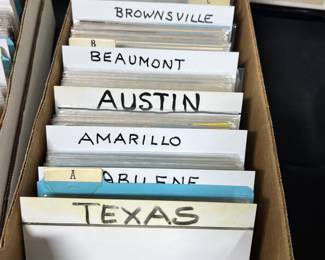 C
BROWNSVILLE
B
BEAUMONT
AUSTIN
AMARILLO
A
ABILENE
TEXAS